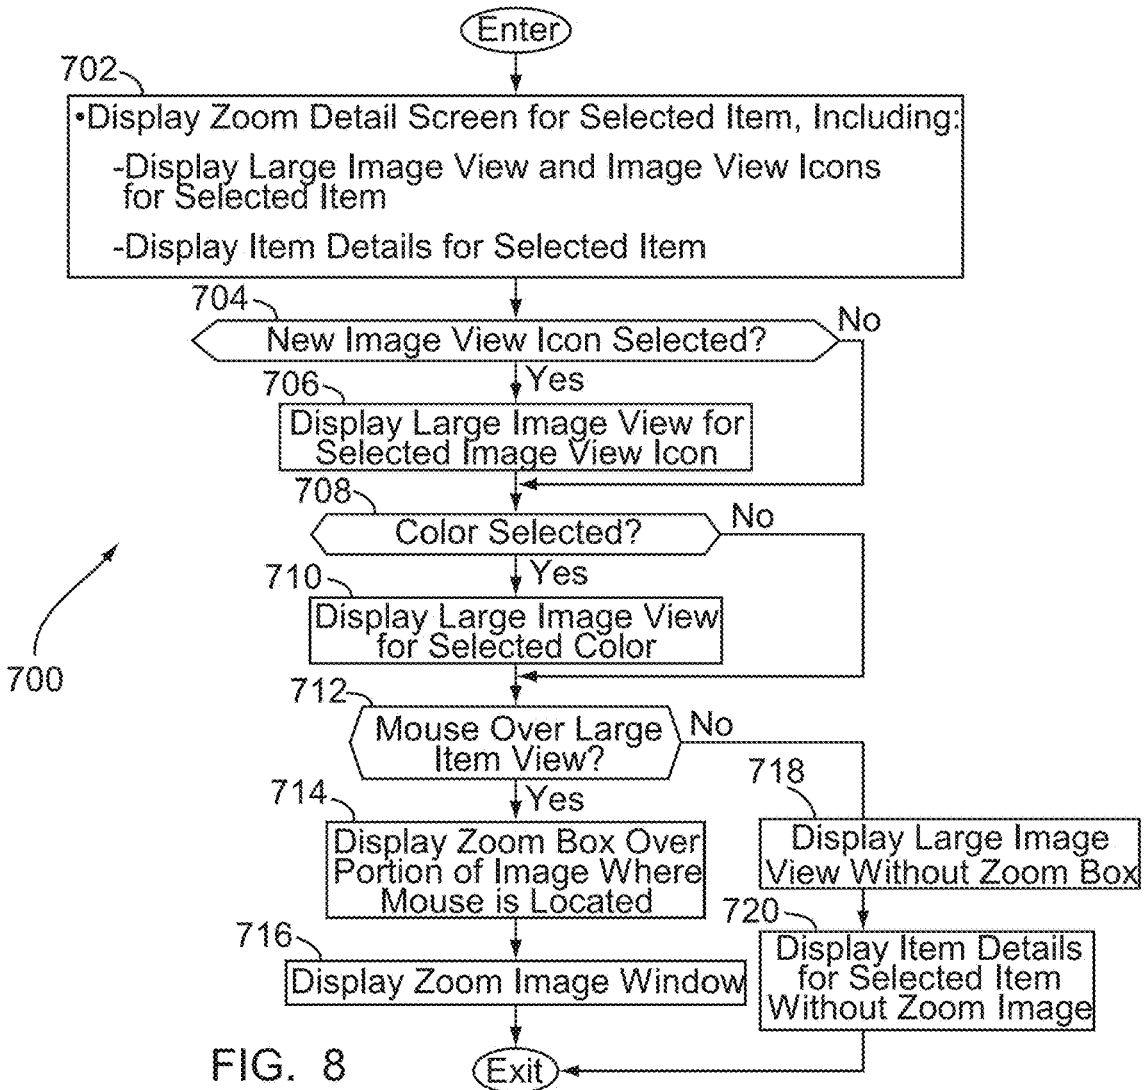 Enter
702
•Display Zoom Detail Screen for Selected Item, Including:
-Display Large Image View and Image View Icons
for Selected Item
-Display Item Details for Selected Item
704
New Image View Icon Selected?
No
Yes
706
Display Large Image View for
Selected Image View Icon
708
Color Selected?
No
Yes
710
Display Large Image View
for Selected Color
700
712
Mouse Over Large
Item View?
No
Yes
714
Display Zoom Box Over
Portion of Image Where
Mouse is Located
718
Display Large Image
View Without Zoom Box
716
Display Zoom Image Window
720
Display Item Details
for Selected Item
Without Zoom Image
FIG. 8
Exit